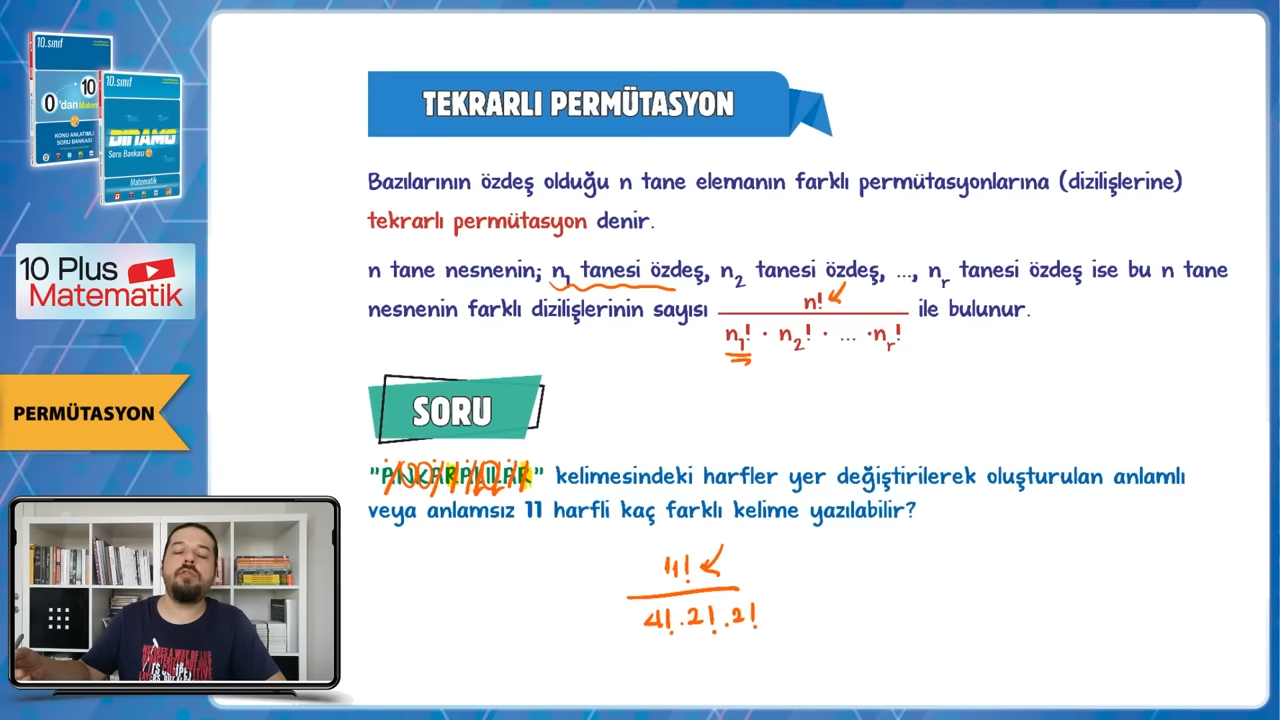 10.sınıf
0'dan 10
KONU ANLATIMLI
SORU BANKASI
10.sınıf
DINAMO
Soru Bankası
Matematik
10 Plus
Matematik
PERMÜTASYON
TEKRARLI PERMÜTASYON
Bazılarının özdeş olduğu n tane elemanın farklı permütasyonlarına (dizilişlerine)
tekrarlı permütasyon denir.
n tane nesnenin; n₁ tanesi özdeş, n₂ tanesi özdeş, ..., nᵣ tanesi özdeş ise bu n tane
nesnenin farklı dizilişlerinin sayısı n! / n₁! · n₂! · ... · nᵣ! ile bulunur.
SORU
"ANKARALILAR" kelimesindeki harfler yer değiştirilerek oluşturulan anlamlı
veya anlamsız 11 harfli kaç farklı kelime yazılabilir?
11!
4!.2!.2!